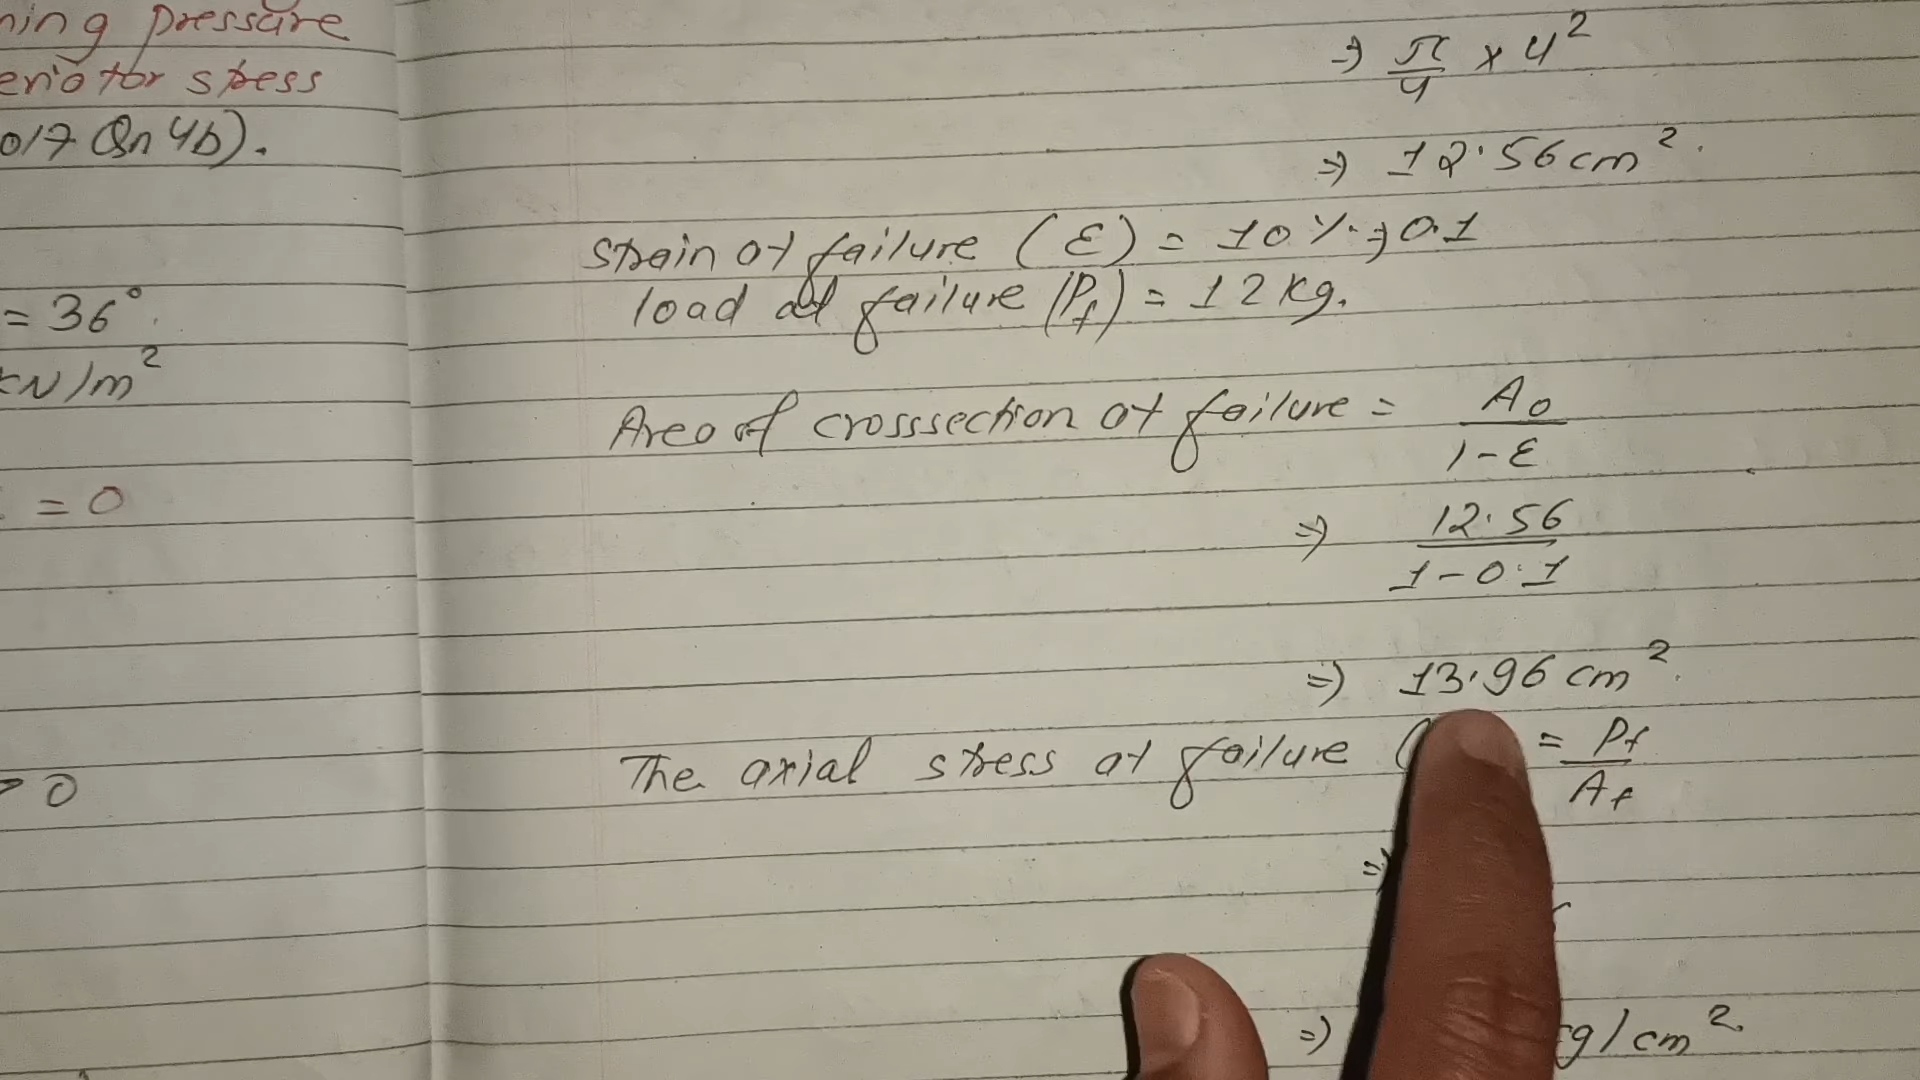 pressure
for stress
017 Qn 4b).
= 36°
kN/m²
= 0
0
=> π/4 × 4²
=> 12.56 cm².
Strain at failure (ε) = 10% => 0.1
load at failure (Pf) = 12 kg.
Area of crosssection at failure = A₀/1-ε
=> 12.56/1-0.1
=> 13.96 cm².
The axial stress at failure ( = Pf/Af
=>
=> g/cm²